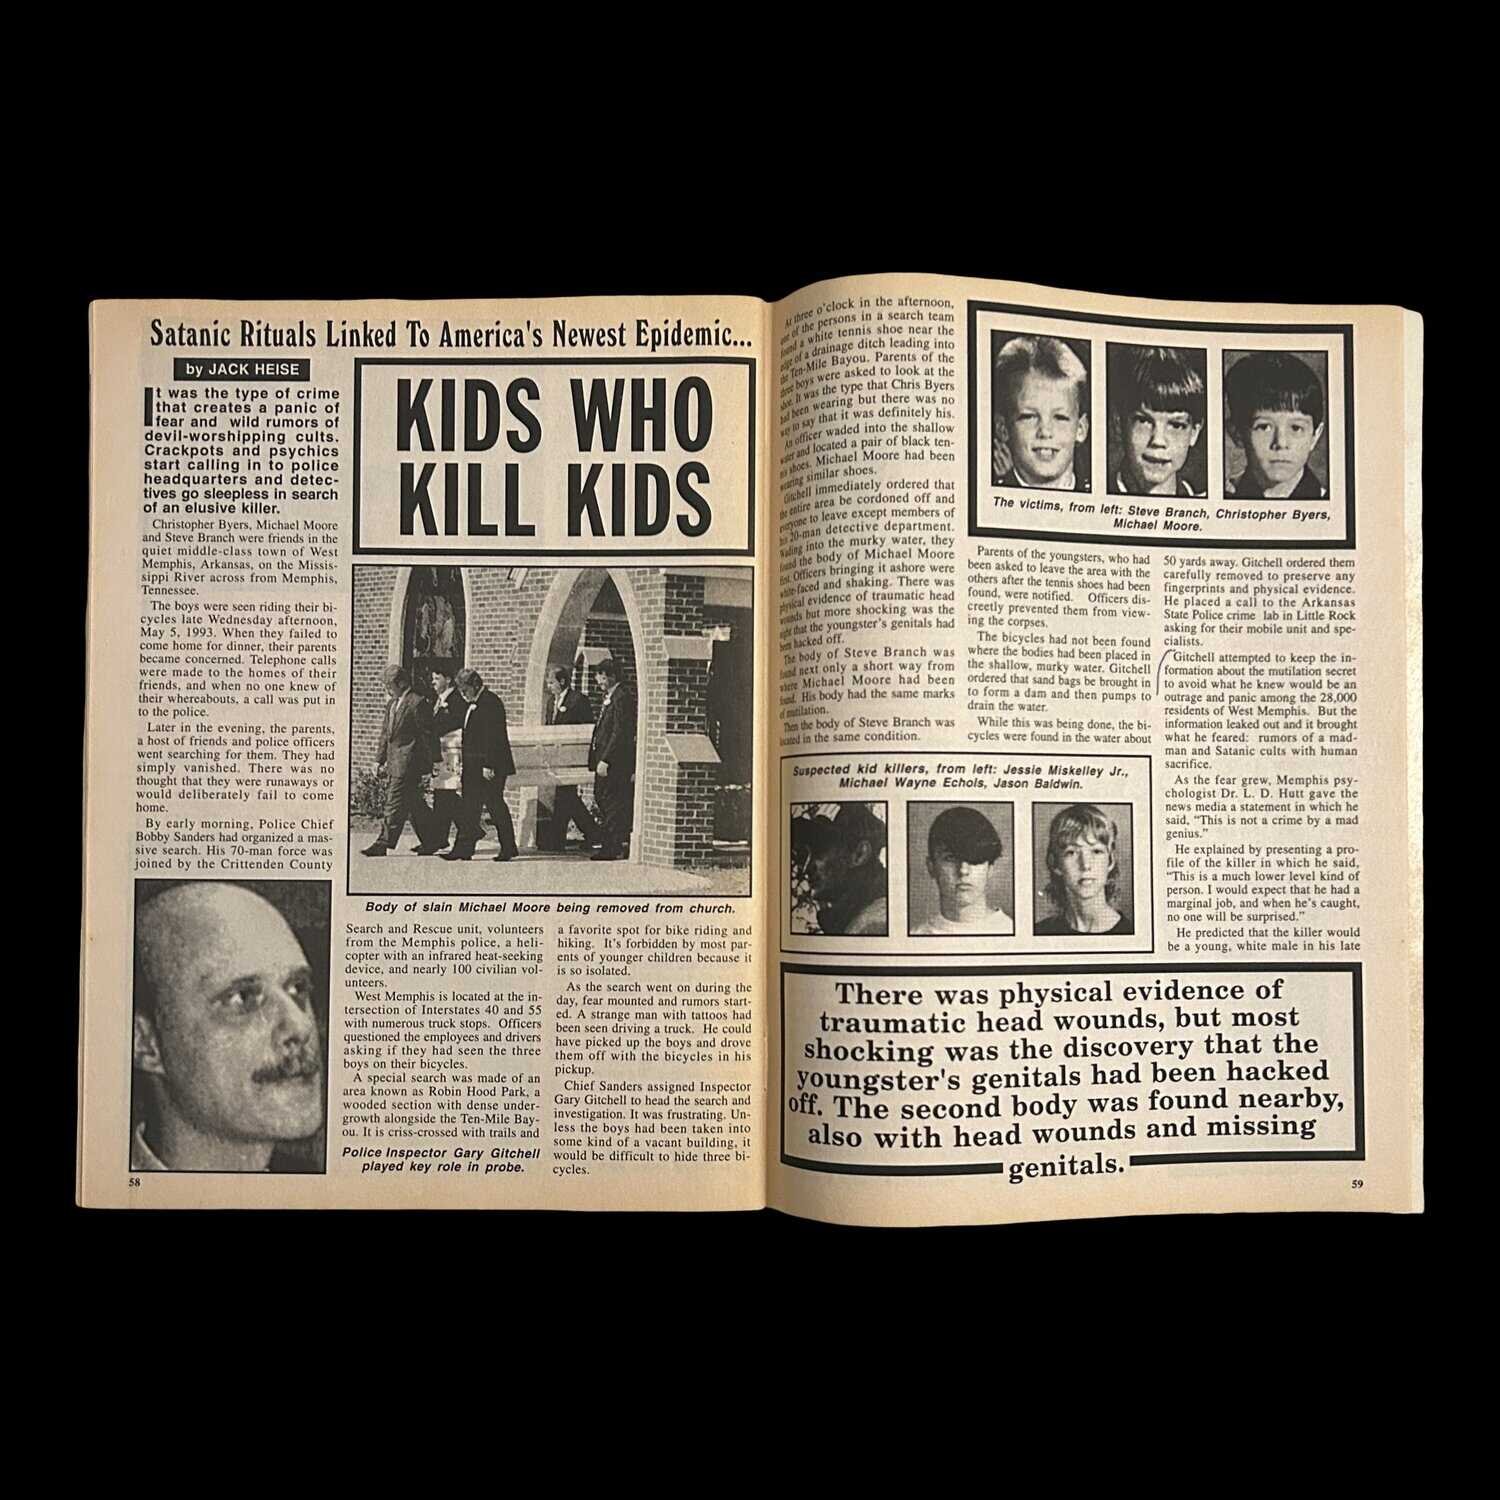 Satanic Rituals Linked To America's Newest Epidemic...
by JACK HEISE
KIDS WHO
KILL KIDS
It was the type of crime
that creates a panic of
fear and wild rumors of
devil-worshipping cults.
Crackpots and psychics
start calling in to police
headquarters and detec-
tives go sleepless in search
of an elusive killer.
Christopher Byers, Michael Moore
and Steve Branch were friends in the
quiet middle-class town of West
Memphis, Arkansas, on the Missis-
sippi River across from Memphis,
Tennessee.
The boys were seen riding their bi-
cycles late Wednesday afternoon,
May 5, 1993. When they failed to
come home for dinner, their parents
became concerned. Telephone calls
were made to the homes of their
friends, and when no one knew of
their whereabouts, a call was put in
to the police.
Later in the evening, the parents,
a host of friends and police officers
went searching for them. They had
simply vanished. There was no
thought that they were runaways or
would deliberately fail to come
home.
By early morning, Police Chief
Bobby Sanders had organized a mas-
sive search. His 70-man force was
joined by the Crittenden County
Body of slain Michael Moore being removed from church.
Search and Rescue unit, volunteers
from the Memphis police, a heli-
copter with an infrared heat-seeking
device, and nearly 100 civilian vol-
unteers.
West Memphis is located at the in-
tersection of Interstates 40 and 55
with numerous truck stops. Officers
questioned the employees and drivers
asking if they had seen the three
boys on their bicycles.
A special search was made of an
area known as Robin Hood Park, a
wooded section with dense under-
growth alongside the Ten-Mile Bay-
ou. It is criss-crossed with trails and
Police Inspector Gary Gitchell
played key role in probe.
a favorite spot for bike riding and
hiking. It's forbidden by most par-
ents of younger children because it
is so isolated.
As the search went on during the
day, fear mounted and rumors start-
ed. A strange man with tattoos had
been seen driving a truck. He could
have picked up the boys and drove
them off with the bicycles in his
pickup.
Chief Sanders assigned Inspector
Gary Gitchell to head the search and
investigation. It was frustrating. Un-
less the boys had been taken into
some kind of a vacant building, it
would be difficult to hide three bi-
cycles.
58
At three o'clock in the afternoon,
one of the persons in a search team
found a white tennis shoe near the
edge of a drainage ditch leading into
the Ten-Mile Bayou. Parents of the
three boys were asked to look at the
shoe. It was the type that Chris Byers
had been wearing but there was no
way to say that it was definitely his.
An officer waded into the shallow
water and located a pair of black ten-
nis shoes. Michael Moore had been
wearing similar shoes.
Gitchell immediately ordered that
the entire area be cordoned off and
everyone to leave except members of
his 20-man detective department.
Wading into the murky water, they
found the body of Michael Moore
first. Officers bringing it ashore were
white-faced and shaking. There was
physical evidence of traumatic head
wounds but more shocking was the
sight that the youngster's genitals had
been hacked off.
The body of Steve Branch was
found next only a short way from
where Michael Moore had been
found. His body had the same marks
of mutilation.
Then the body of Steve Branch was
located in the same condition.
The victims, from left: Steve Branch, Christopher Byers,
Michael Moore.
Parents of the youngsters, who had
been asked to leave the area with the
others after the tennis shoes had been
found, were notified. Officers dis-
creetly prevented them from view-
ing the corpses.
The bicycles had not been found
where the bodies had been placed in
the shallow, murky water. Gitchell
ordered that sand bags be brought in
to form a dam and then pumps to
drain the water.
While this was being done, the bi-
cycles were found in the water about
50 yards away. Gitchell ordered them
carefully removed to preserve any
fingerprints and physical evidence.
He placed a call to the Arkansas
State Police crime lab in Little Rock
asking for their mobile unit and spe-
cialists.
Gitchell attempted to keep the in-
formation about the mutilation secret
to avoid what he knew would be an
outrage and panic among the 28,000
residents of West Memphis. But the
information leaked out and it brought
what he feared: rumors of a mad-
man and Satanic cults with human
sacrifice.
As the fear grew, Memphis psy-
chologist Dr. L. D. Hutt gave the
news media a statement in which he
said, "This is not a crime by a mad
genius."
He explained by presenting a pro-
file of the killer in which he said,
"This is a much lower level kind of
person. I would expect that he had a
marginal job, and when he's caught,
no one will be surprised."
He predicted that the killer would
be a young, white male in his late
Suspected kid killers, from left: Jessie Miskelley Jr.,
Michael Wayne Echols, Jason Baldwin.
There was physical evidence of
traumatic head wounds, but most
shocking was the discovery that the
youngster's genitals had been hacked
off. The second body was found nearby,
also with head wounds and missing
genitals.
59